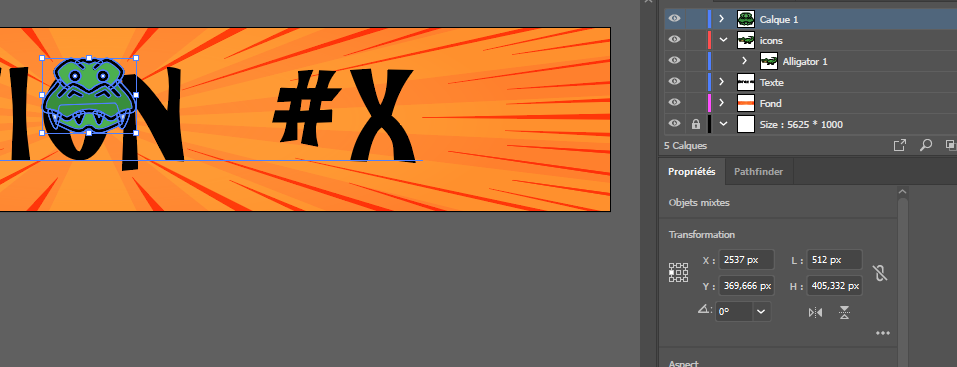 ION #X
Calque 1
icons
Alligator 1
Texte
Fond
Size : 5625 * 1000
5 Calques
Propriétés Pathfinder
Objets mixtes
Transformation
X : 2537 px L : 512 px
Y : 369,666 px H : 405,332 px
0°
Aspect